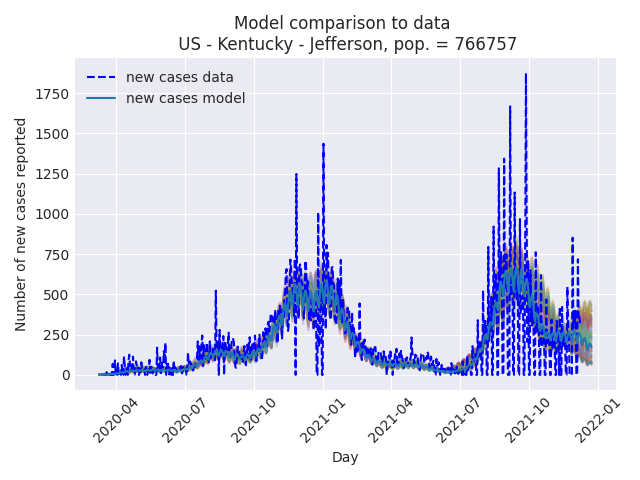 Model comparison to data
US - Kentucky - Jefferson, pop. = 766757
new cases data
new cases model
Number of new cases reported
1750
1500
1250
1000
750
500
250
0
2020-04
2020-07
2020-10
2021-01
2021-04
2021-07
2021-10
2022-01
Day